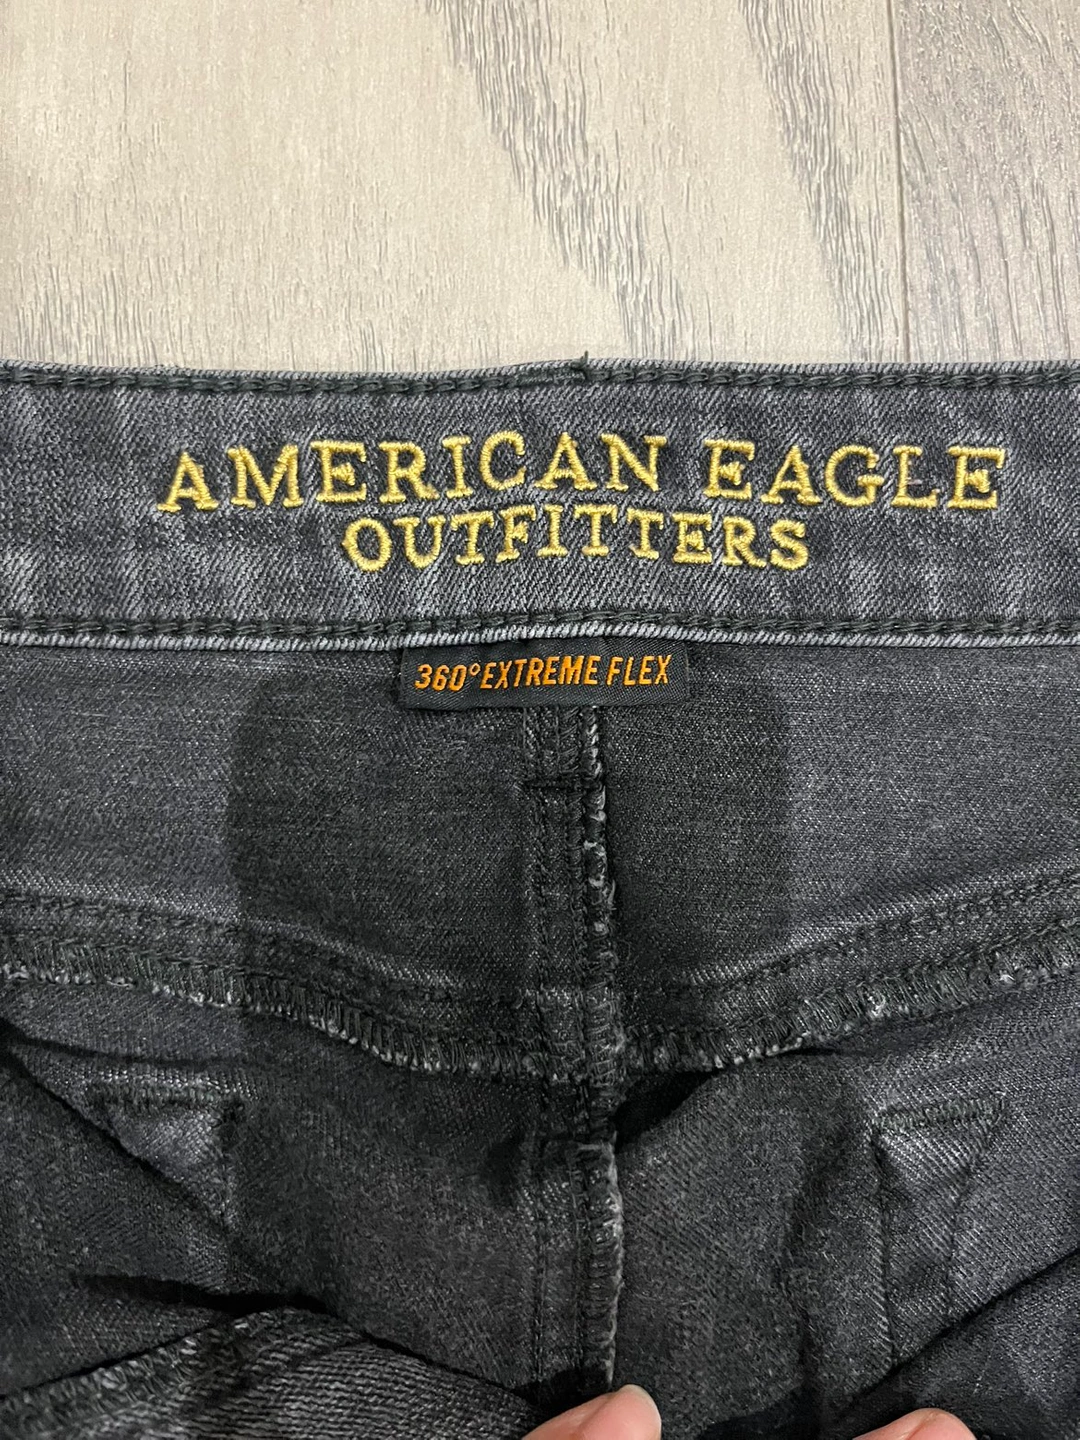 AMERICAN EAGLE
OUTFITTERS
360° EXTREME FLEX